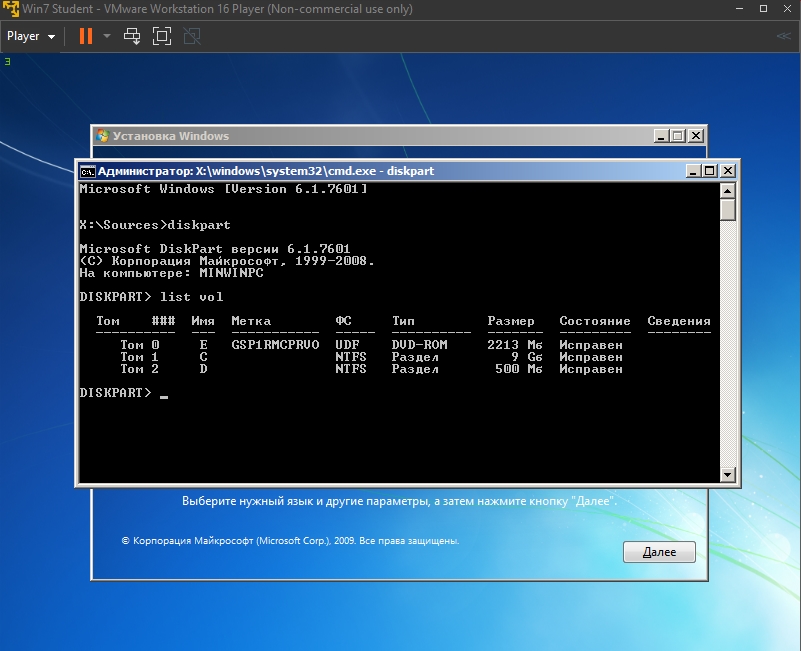 Win7 Student - VMware Workstation 16 Player (Non-commercial use only)
Player
3
Установка Windows
Администратор: X:\windows\system32\cmd.exe - diskpart
Microsoft Windows [Version 6.1.7601]
X:\Sources>diskpart
Microsoft DiskPart версии 6.1.7601
(C) Корпорация Майкрософт, 1999-2008.
На компьютере: MINWINPC
DISKPART> list vol
Том ### Имя Метка ФС Тип Размер Состояние Сведения
---------- --- ----------- ----- ---------- ------- --------- --------
Том 0 E GSP1RMCPRVO UDF DVD-ROM 2213 Мб Исправен
Том 1 C NTFS Раздел 9 Gб Исправен
Том 2 D NTFS Раздел 500 Мб Исправен
DISKPART> _
Выберите нужный язык и другие параметры, а затем нажмите кнопку "Далее".
© Корпорация Майкрософт (Microsoft Corp.), 2009. Все права защищены.
Далее